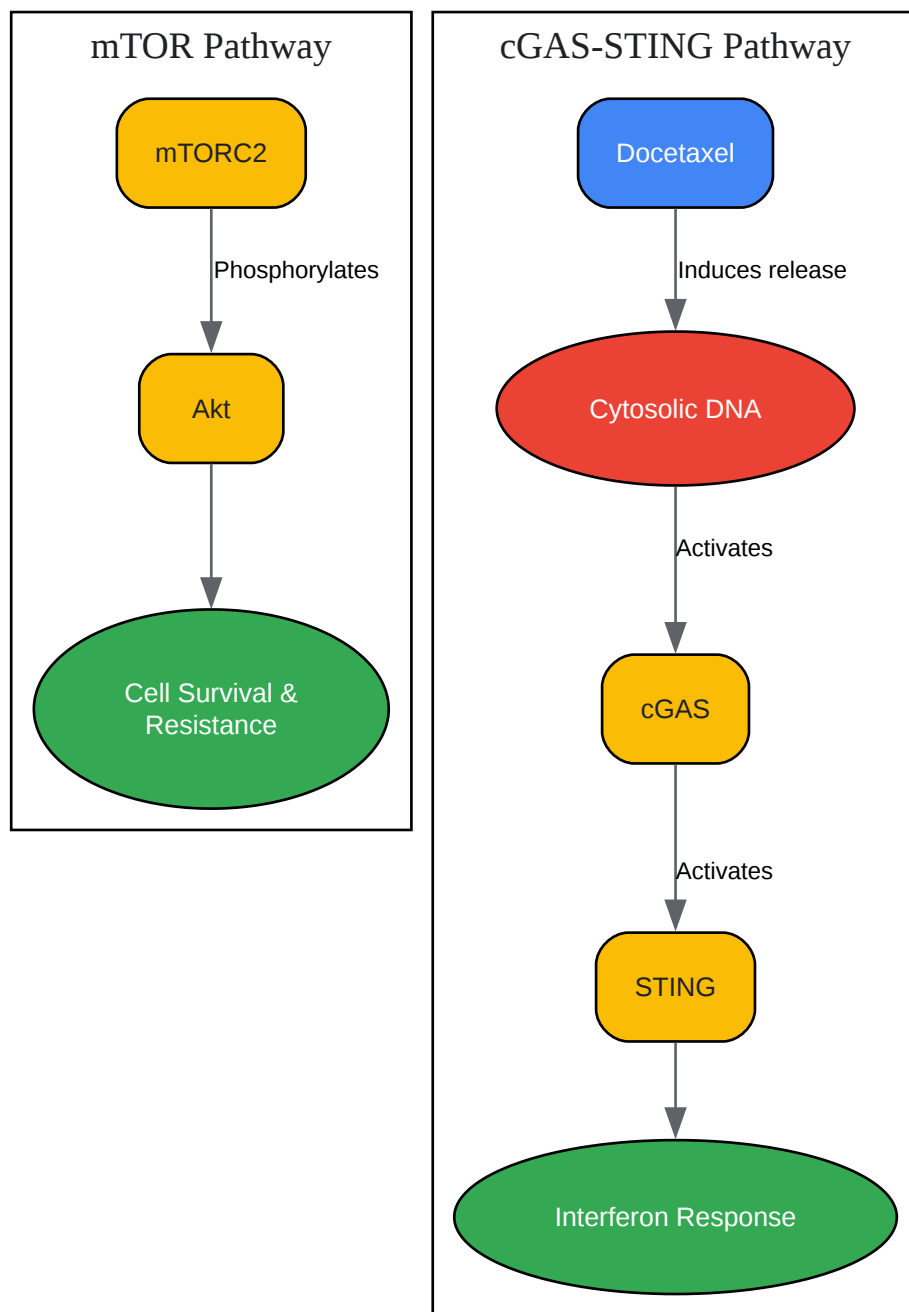 mTOR Pathway
mTORC2
Phosphorylates
Akt
Cell Survival &
Resistance
cGAS-STING Pathway
Docetaxel
Induces release
Cytosolic DNA
Activates
cGAS
Activates
STING
Interferon Response